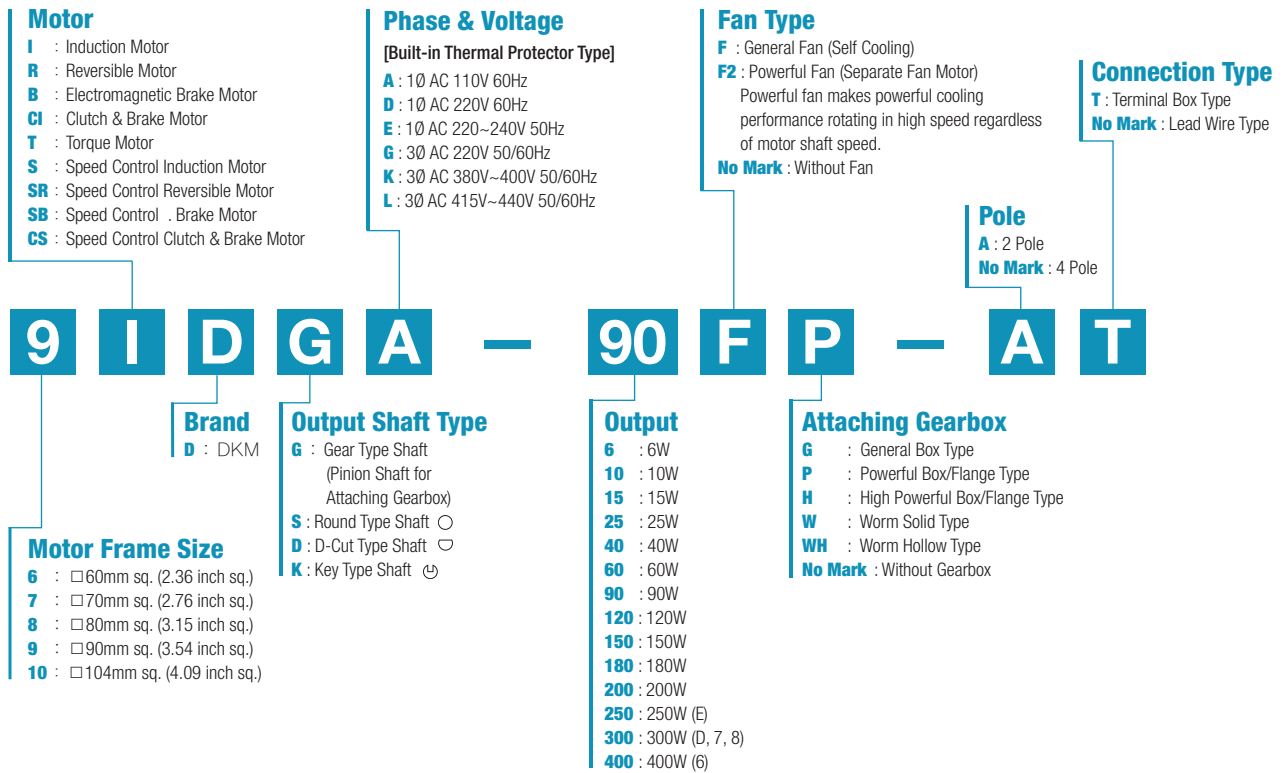 Motor
I : Induction Motor
R : Reversible Motor
B : Electromagnetic Brake Motor
CI : Clutch & Brake Motor
T : Torque Motor
S : Speed Control Induction Motor
SR : Speed Control Reversible Motor
SB : Speed Control . Brake Motor
CS : Speed Control Clutch & Brake Motor
Phase & Voltage
[Built-in Thermal Protector Type]
A : 1Ø AC 110V 60Hz
D : 1Ø AC 220V 60Hz
E : 1Ø AC 220~240V 50Hz
G : 3Ø AC 220V 50/60Hz
K : 3Ø AC 380V~400V 50/60Hz
L : 3Ø AC 415V~440V 50/60Hz
Fan Type
F : General Fan (Self Cooling)
F2 : Powerful Fan (Separate Fan Motor)
Powerful fan makes powerful cooling
performance rotating in high speed regardless
of motor shaft speed.
No Mark : Without Fan
Connection Type
T : Terminal Box Type
No Mark : Lead Wire Type
Pole
A : 2 Pole
No Mark : 4 Pole
9 I D G A — 90 F P — A T
Brand
D : DKM
Output Shaft Type
G : Gear Type Shaft
(Pinion Shaft for
Attaching Gearbox)
S : Round Type Shaft
D : D-Cut Type Shaft
K : Key Type Shaft
Motor Frame Size
6 : □60mm sq. (2.36 inch sq.)
7 : □70mm sq. (2.76 inch sq.)
8 : □80mm sq. (3.15 inch sq.)
9 : □90mm sq. (3.54 inch sq.)
10 : □104mm sq. (4.09 inch sq.)
Output
6 : 6W
10 : 10W
15 : 15W
25 : 25W
40 : 40W
60 : 60W
90 : 90W
120 : 120W
150 : 150W
180 : 180W
200 : 200W
250 : 250W (E)
300 : 300W (D, 7, 8)
400 : 400W (6)
Attaching Gearbox
G : General Box Type
P : Powerful Box/Flange Type
H : High Powerful Box/Flange Type
W : Worm Solid Type
WH : Worm Hollow Type
No Mark : Without Gearbox